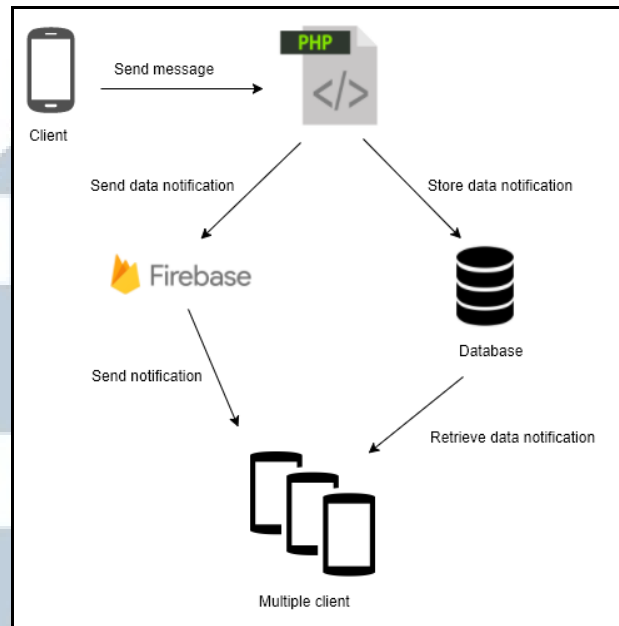 PHP
</>
Send message
Client
Send data notification
Store data notification
Firebase
Database
Send notification
Retrieve data notification
Multiple client